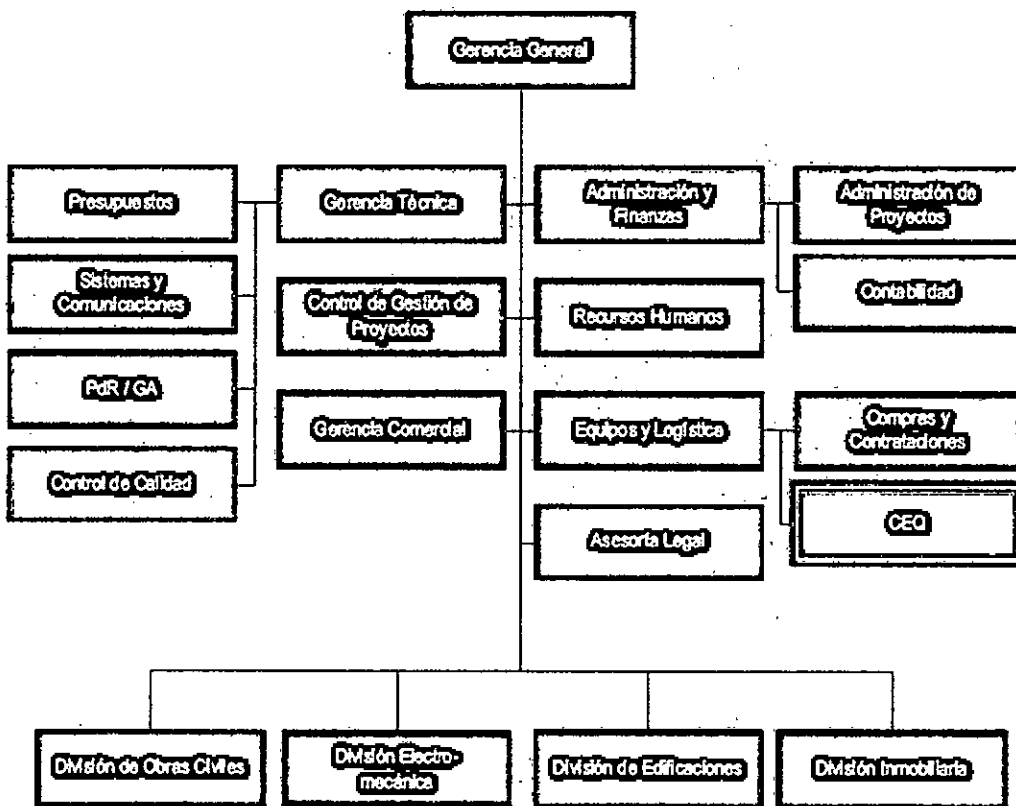 Gerencia General
Presupuestos
Gerencia Técnica
Administración y
Finanzas
Administración de
Proyectos
Sistemas y
Comunicaciones
Control de Gestión de
Proyectos
Recursos Humanos
Contabilidad
PdR / GA
Gerencia Comercial
Equipos y Logística
Compras y
Contrataciones
Control de Calidad
Asesoría Legal
CEQ
División de Obras Civiles
División Electro-
mecánica
División de Edificaciones
División Inmobiliaria